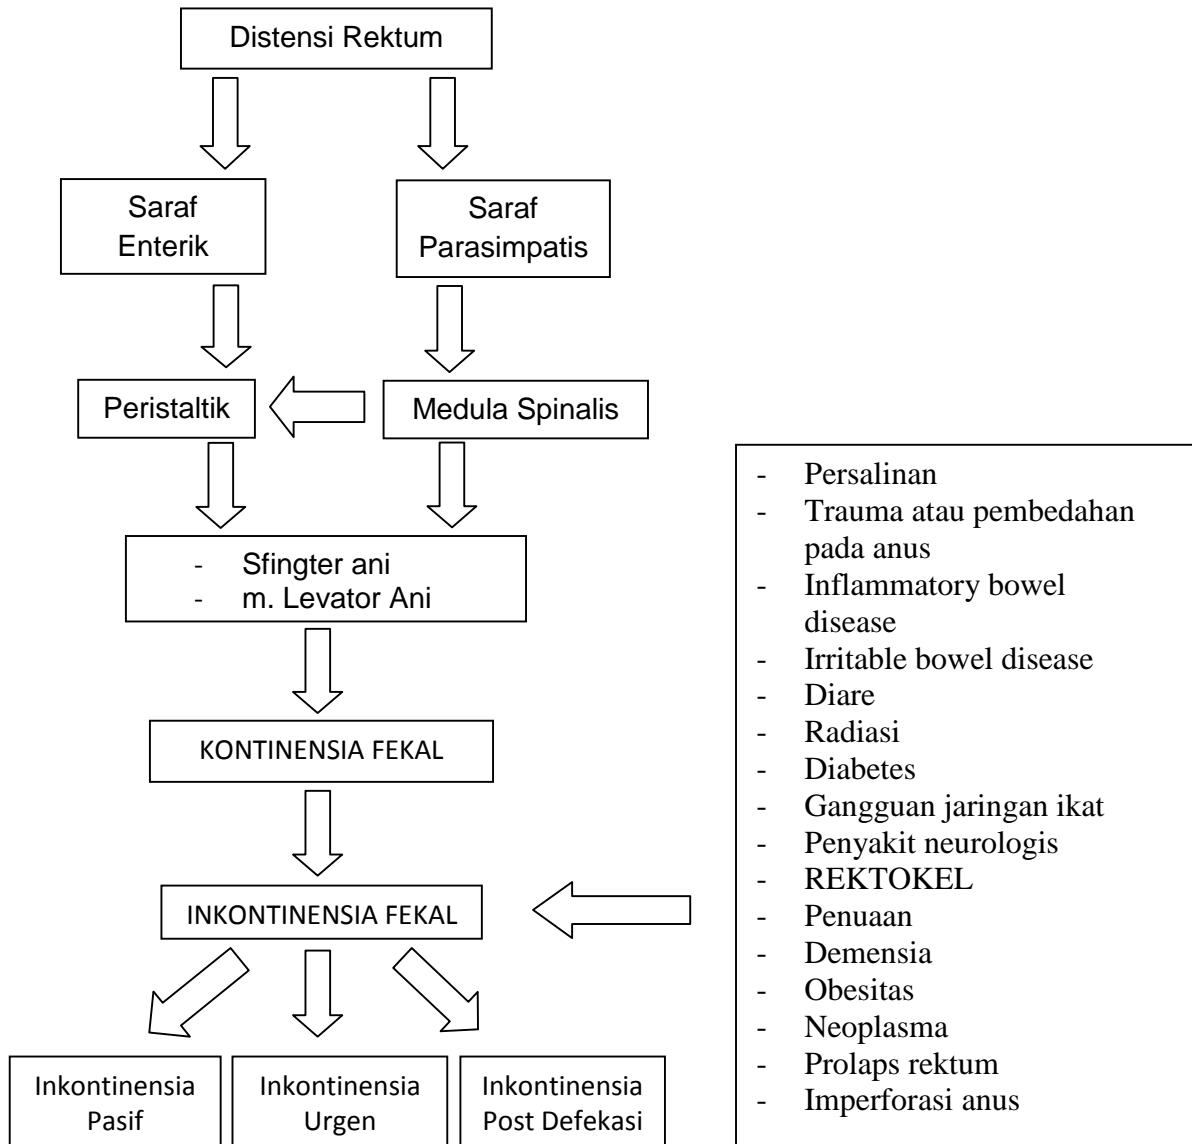 Distensi Rektum
Saraf
Enterik
Saraf
Parasimpatis
Peristaltik
Medula Spinalis
- Sfingter ani
- m. Levator Ani
KONTINENSIA FEKAL
INKONTINENSIA FEKAL
Inkontinensia
Pasif
Inkontinensia
Urgen
Inkontinensia
Post Defekasi
- Persalinan
- Trauma atau pembedahan
pada anus
- Inflammatory bowel
disease
- Irritable bowel disease
- Diare
- Radiasi
- Diabetes
- Gangguan jaringan ikat
- Penyakit neurologis
- REKTOKEL
- Penuaan
- Demensia
- Obesitas
- Neoplasma
- Prolaps rektum
- Imperforasi anus